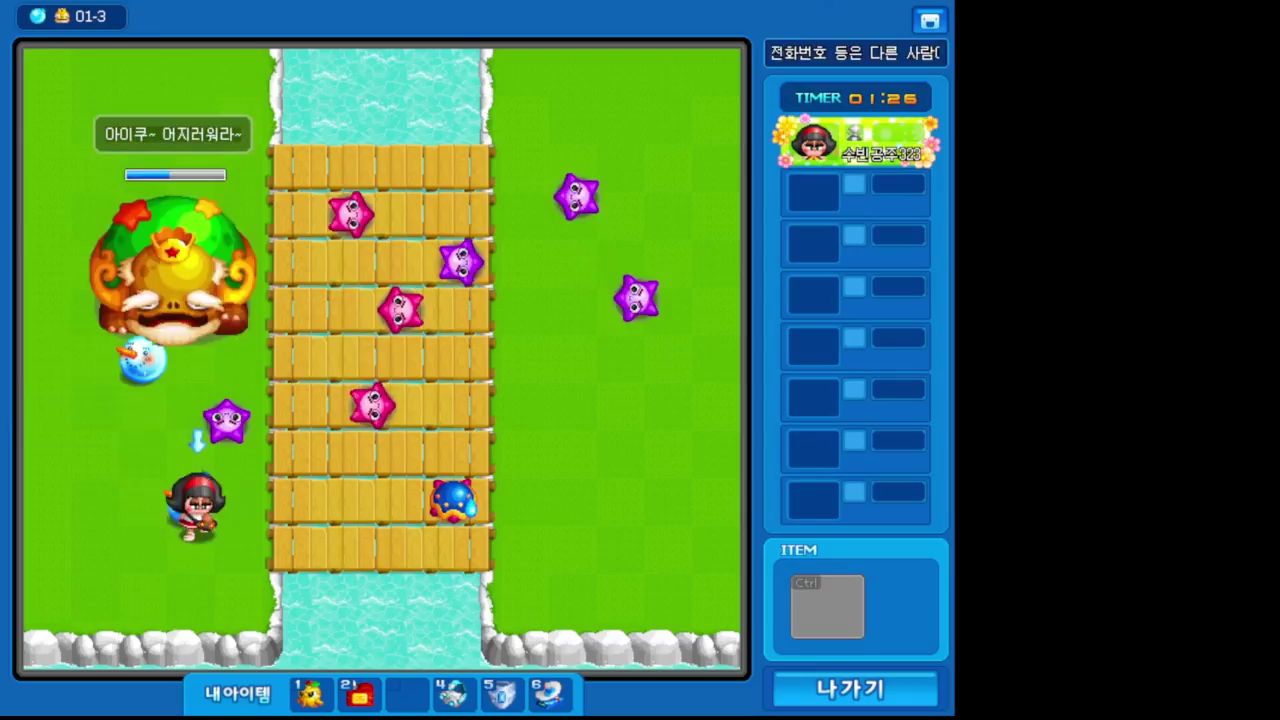 01-3
전화번호 등은 다른 사람
TIMER 01:26
아이쿠~ 어지러워라~
수빈공주323
ITEM
Ctrl
내아이템
1
2
4
5
6
나가기